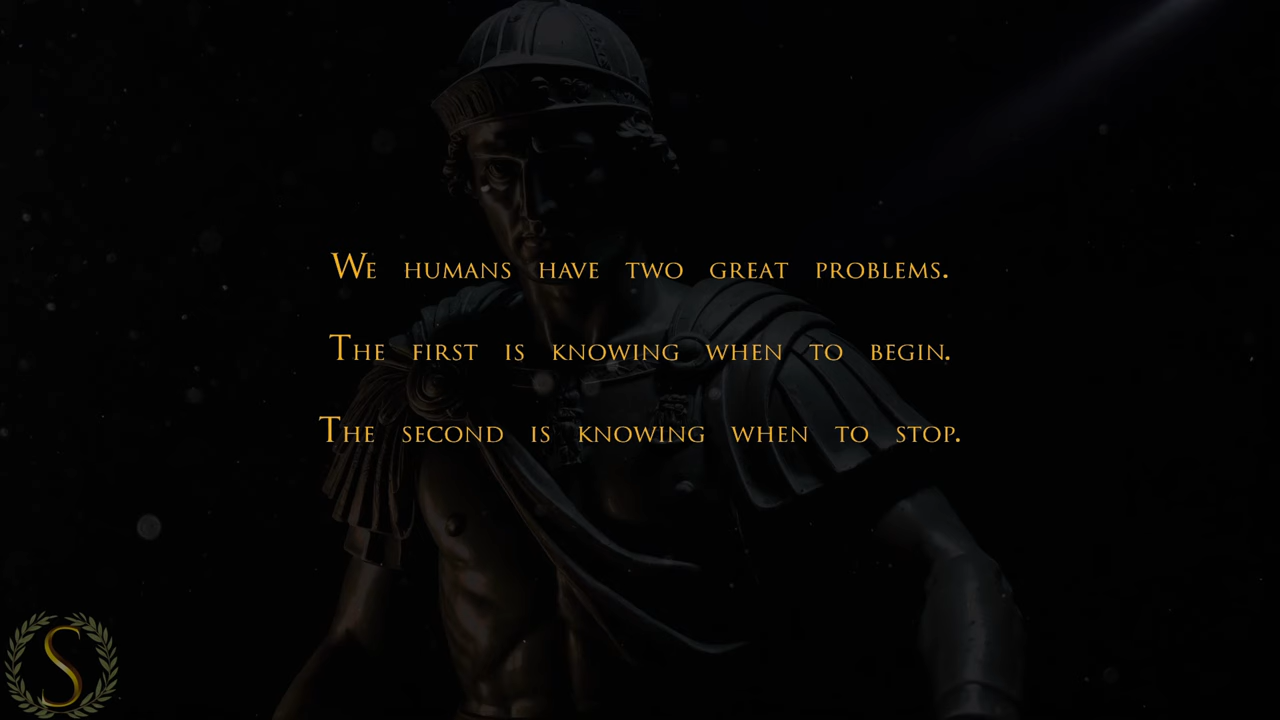 We humans have two great problems.
The first is knowing when to begin.
The second is knowing when to stop.
S